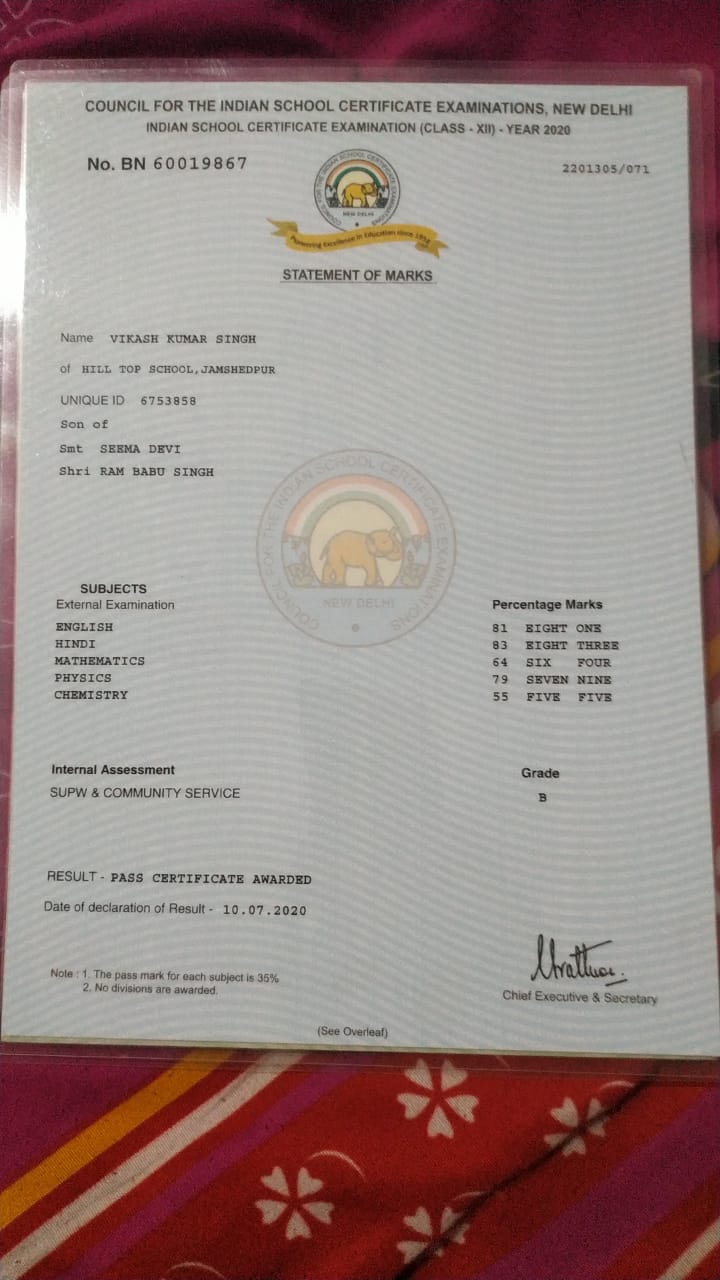 COUNCIL FOR THE INDIAN SCHOOL CERTIFICATE EXAMINATIONS, NEW DELHI
INDIAN SCHOOL CERTIFICATE EXAMINATION (CLASS - XII) - YEAR 2020
No. BN 60019867
2201305/071
COUNCIL FOR THE INDIAN SCHOOL CERTIFICATE EXAMINATIONS
NEW DELHI
Pioneering Excellence in Education since 1958
STATEMENT OF MARKS
Name VIKASH KUMAR SINGH
of HILL TOP SCHOOL,JAMSHEDPUR
UNIQUE ID 6753858
Son of
Smt SEEMA DEVI
Shri RAM BABU SINGH
COUNCIL FOR THE INDIAN SCHOOL CERTIFICATE EXAMINATIONS
NEW DELHI
SUBJECTS
External Examination Percentage Marks
ENGLISH 81 EIGHT ONE
HINDI 83 EIGHT THREE
MATHEMATICS 64 SIX FOUR
PHYSICS 79 SEVEN NINE
CHEMISTRY 55 FIVE FIVE
Internal Assessment Grade
SUPW & COMMUNITY SERVICE B
RESULT - PASS CERTIFICATE AWARDED
Date of declaration of Result - 10.07.2020
Note : 1. The pass mark for each subject is 35%
2. No divisions are awarded.
Chief Executive & Secretary
(See Overleaf)